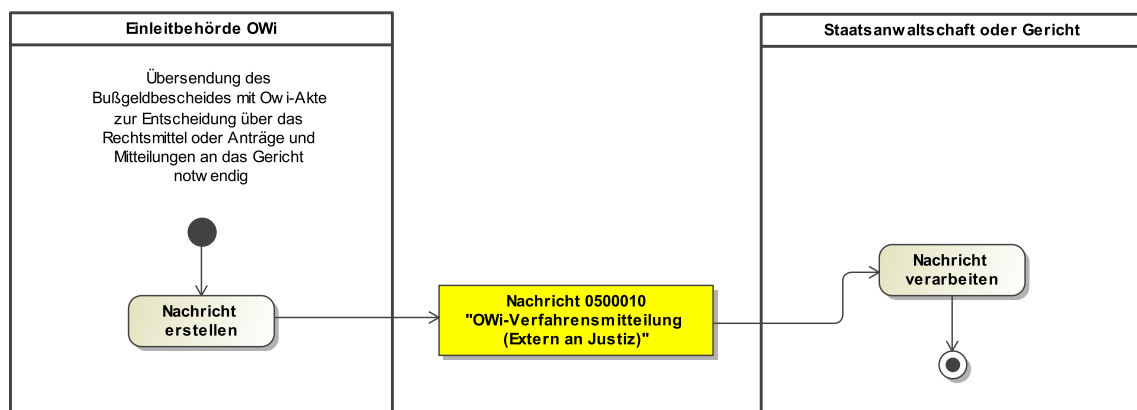 Einleitbehörde OWi
Übersendung des
Bußgeldbescheides mit Owi-Akte
zur Entscheidung über das
Rechtsmittel oder Anträge und
Mitteilungen an das Gericht
notwendig
Nachricht
erstellen
Nachricht 0500010
"OWi-Verfahrensmitteilung
(Extern an Justiz)"
Staatsanwaltschaft oder Gericht
Nachricht
verarbeiten